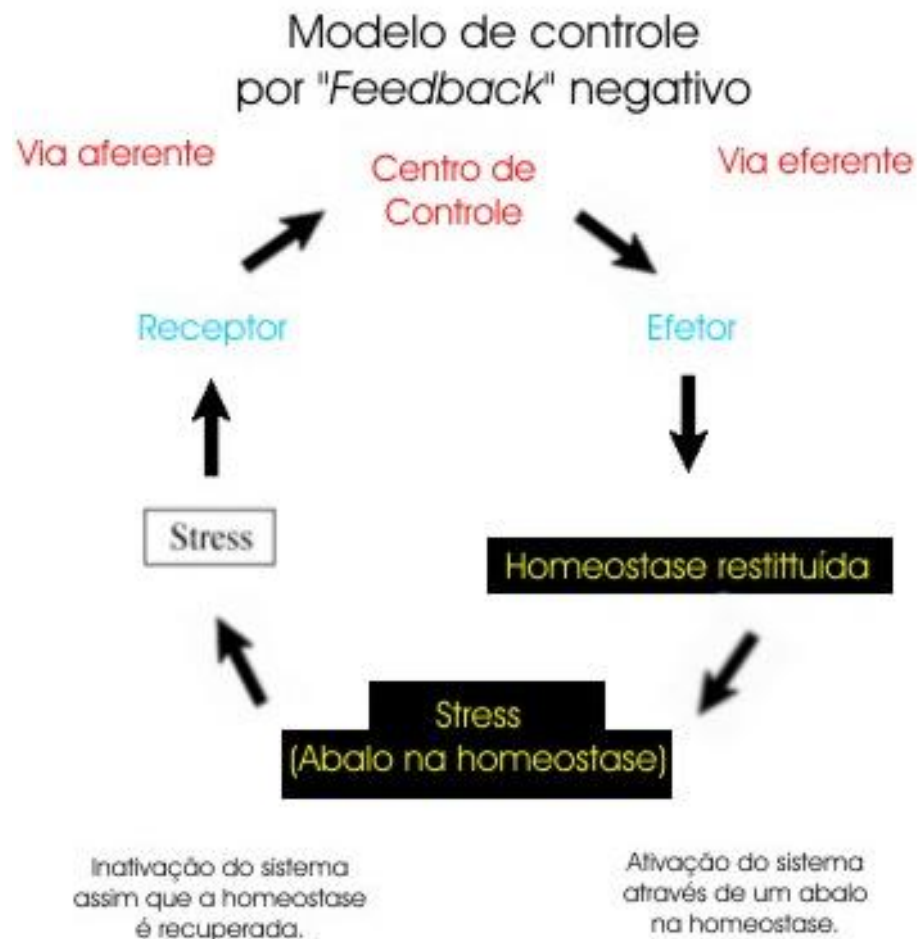 Modelo de controle
por "Feedback" negativo
Via aferente
Centro de
Controle
Via eferente
Receptor
Efetor
Stress
Homeostase restittuída
Stress
(Abalo na homeostase)
Inativação do sistema
assim que a homeostase
é recuperada.
Ativação do sistema
através de um abalo
na homeostase.